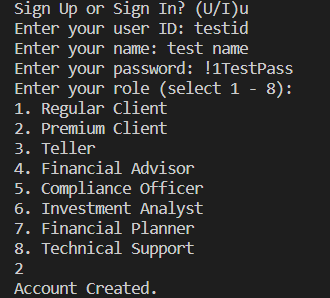 Sign Up or Sign In? (U/I)u
Enter your user ID: testid
Enter your name: test name
Enter your password: !1TestPass
Enter your role (select 1 - 8):
1. Regular Client
2. Premium Client
3. Teller
4. Financial Advisor
5. Compliance Officer
6. Investment Analyst
7. Financial Planner
8. Technical Support
2
Account Created.